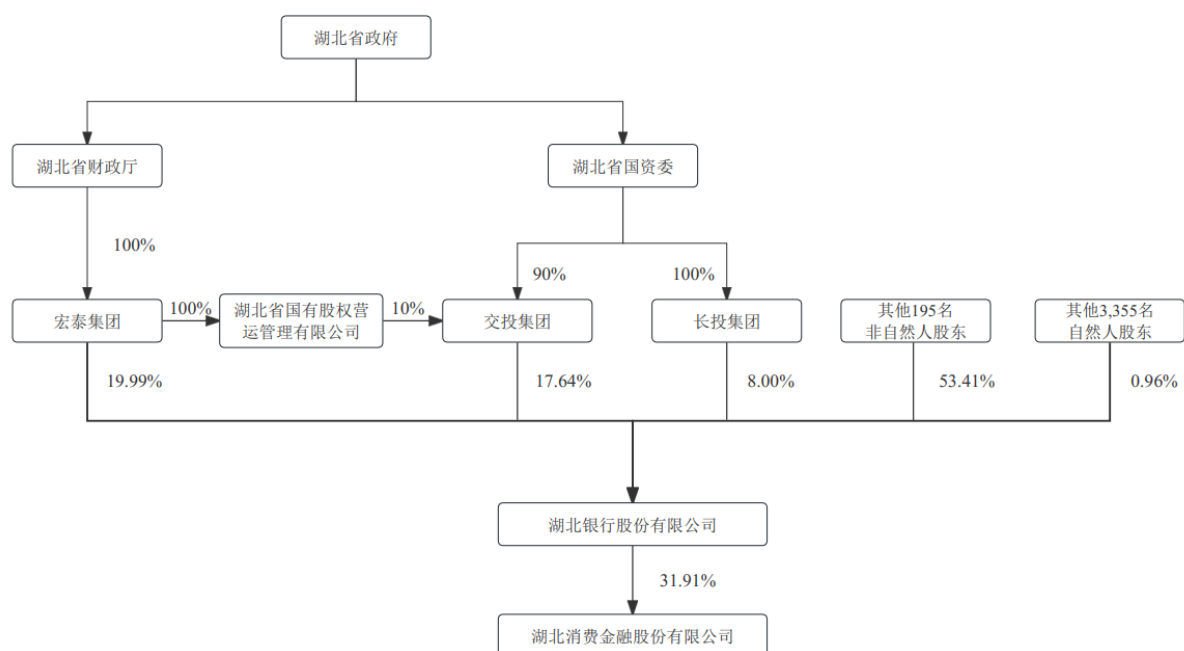 湖北省政府
湖北省财政厅
湖北省国资委
100%
90%
100%
宏泰集团
100%
湖北省国有股权营
运管理有限公司
10%
交投集团
长投集团
其他195名
非自然人股东
其他3,355名
自然人股东
19.99%
17.64%
8.00%
53.41%
0.96%
湖北银行股份有限公司
31.91%
湖北消费金融股份有限公司